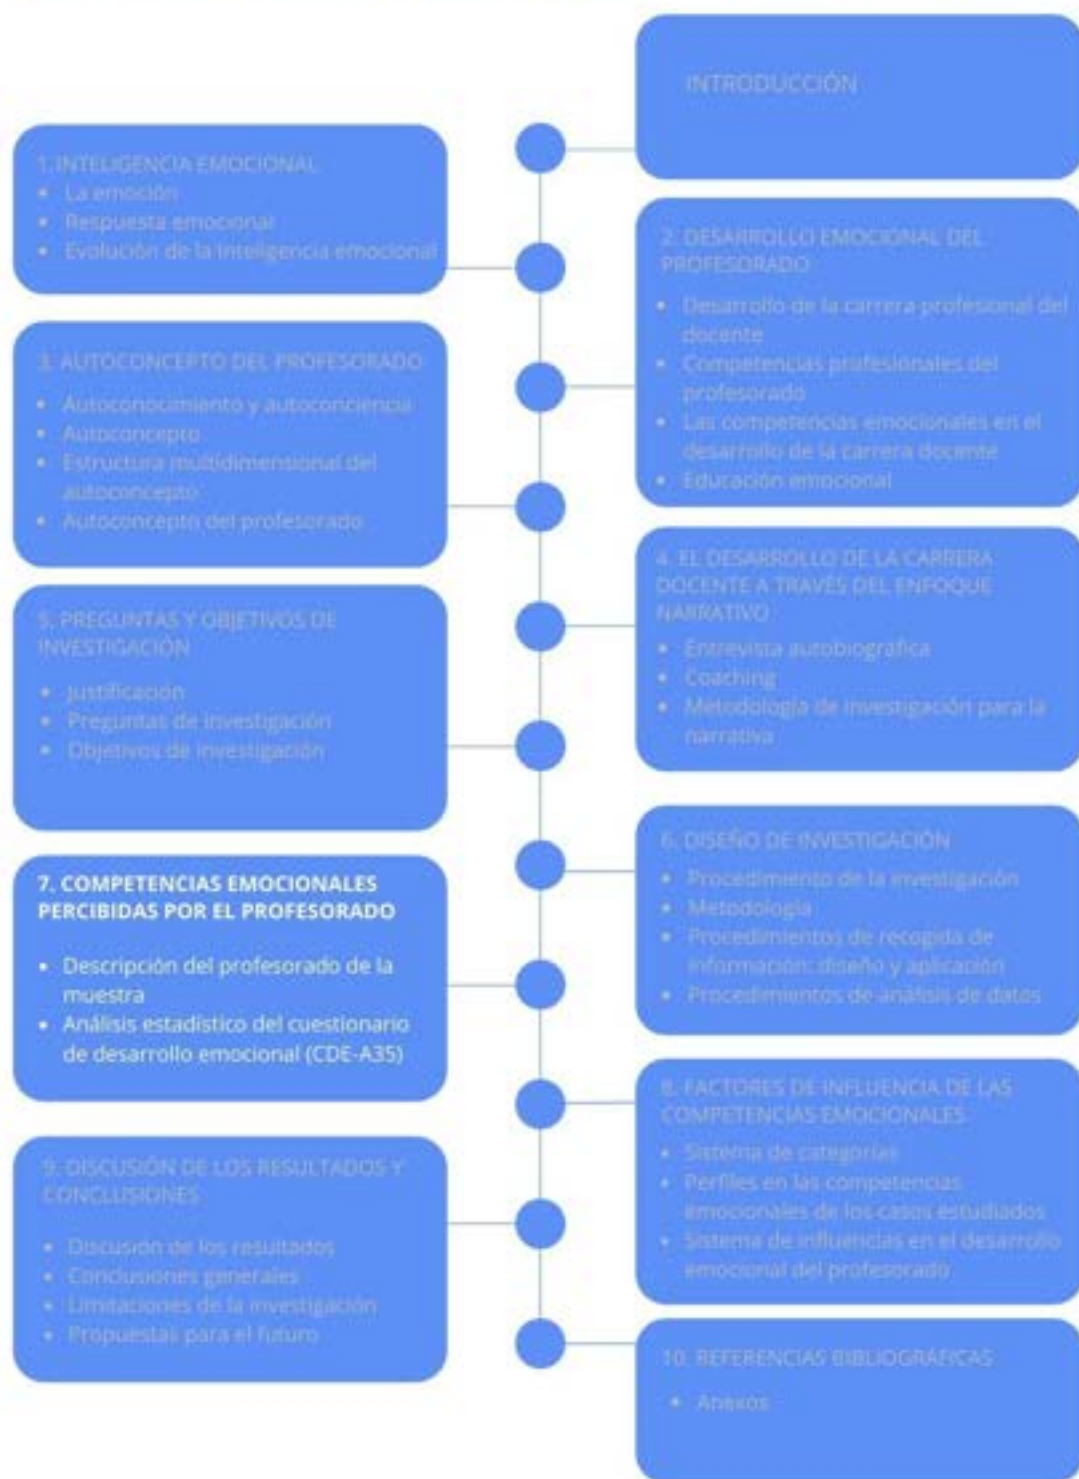 INTRODUCCIÓN
1. INTELIGENCIA EMOCIONAL
• La emoción
• Respuesta emocional
• Evolución de la Inteligencia emocional
2. DESARROLLO EMOCIONAL DEL
PROFESORADO
• Desarrollo de la carrera profesional del
docente
• Competencias profesionales del
profesorado
• Las competencias emocionales en el
desarrollo de la carrera docente
• Educación emocional
3. AUTOCONCEPTO DEL PROFESORADO
• Autoconocimiento y autoconciencia
• Autoconcepto
• Estructura multidimensional del
autoconcepto
• Autoconcepto del profesorado
4. EL DESARROLLO DE LA CARRERA
DOCENTE A TRAVÉS DEL ENFOQUE
NARRATIVO
• Entrevista autobiográfica
• Coaching
• Metodología de investigación para la
narrativa
5. PREGUNTAS Y OBJETIVOS DE
INVESTIGACIÓN
• Justificación
• Preguntas de investigación
• Objetivos de investigación
6. DISEÑO DE INVESTIGACIÓN
• Procedimiento de la investigación
• Metodología
• Procedimientos de recogida de
información: diseño y aplicación
• Procedimientos de análisis de datos
7. COMPETENCIAS EMOCIONALES
PERCIBIDAS POR EL PROFESORADO
• Descripción del profesorado de la
muestra
• Análisis estadístico del cuestionario
de desarrollo emocional (CDE-A35)
8. FACTORES DE INFLUENCIA DE LAS
COMPETENCIAS EMOCIONALES
• Sistema de categorías
• Perfiles en las competencias
emocionales de los casos estudiados
• Sistema de influencias en el desarrollo
emocional del profesorado
9. DISCUSIÓN DE LOS RESULTADOS Y
CONCLUSIONES
• Discusión de los resultados
• Conclusiones generales
• Limitaciones de la investigación
• Propuestas para el futuro
10. REFERENCIAS BIBLIOGRÁFICAS
• Anexos